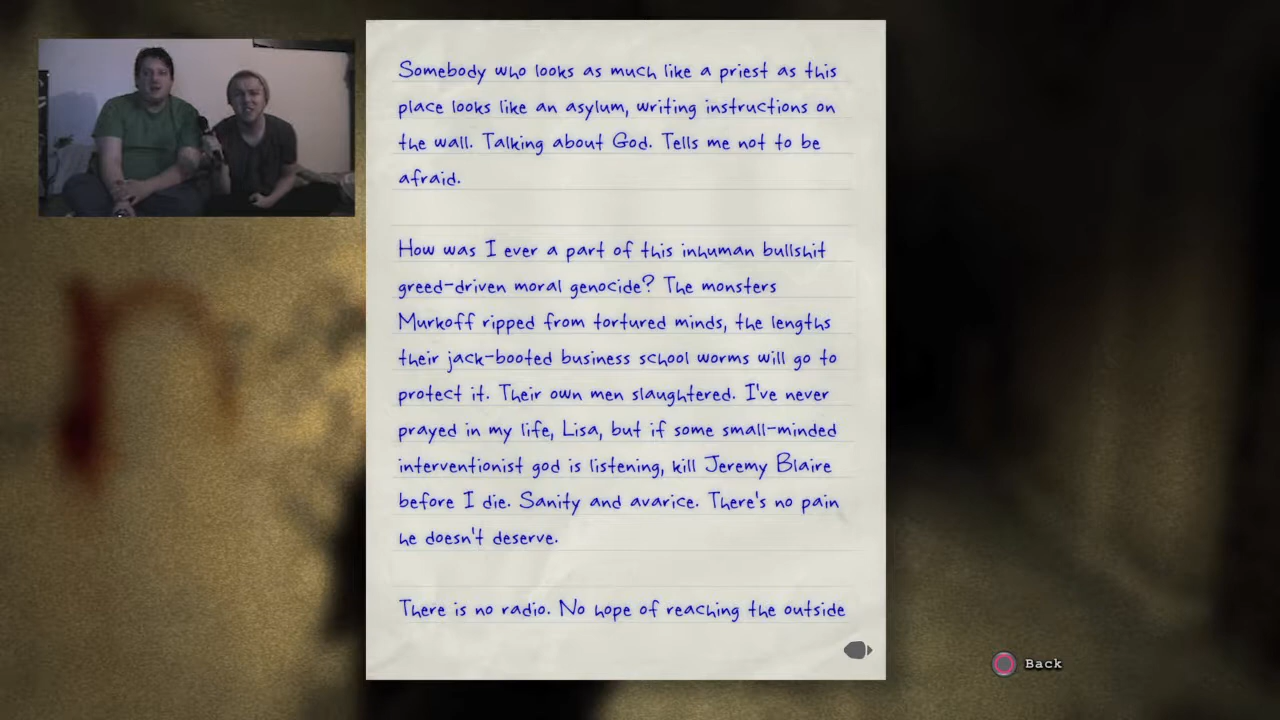 Somebody who looks as much like a priest as this
place looks like an asylum, writing instructions on
the wall. Talking about God. Tells me not to be
afraid.
How was I ever a part of this inhuman bullshit
greed-driven moral genocide? The monsters
Murkoff ripped from tortured minds, the lengths
their jack-booted business school worms will go to
protect it. Their own men slaughtered. I've never
prayed in my life, Lisa, but if some small-minded
interventionist god is listening, kill Jeremy Blaire
before I die. Sanity and avarice. There's no pain
he doesn't deserve.
There is no radio. No hope of reaching the outside
Back